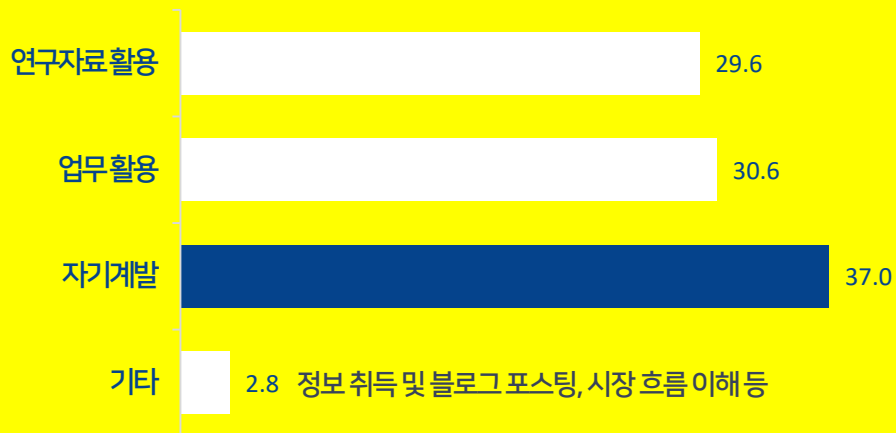 연구자료 활용 29.6
업무 활용 30.6
자기계발 37.0
기타 2.8 정보 취득 및 블로그 포스팅, 시장 흐름 이해 등